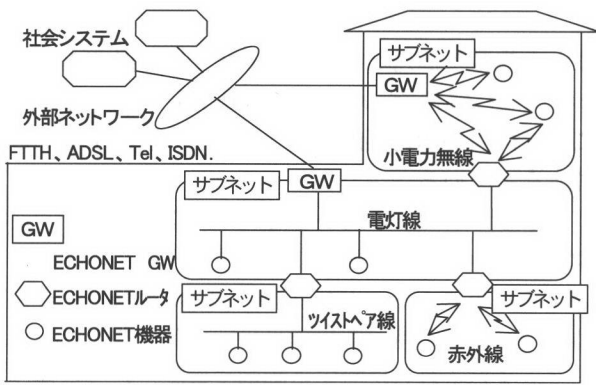 社会システム
外部ネットワーク
FTTH、ADSL、Tel、ISDN.
サブネット
GW
小電力無線
サブネット
GW
電灯線
GW
ECHONET GW
ECHONETルータ
ECHONET機器
サブネット
ツイストペア線
サブネット
赤外線